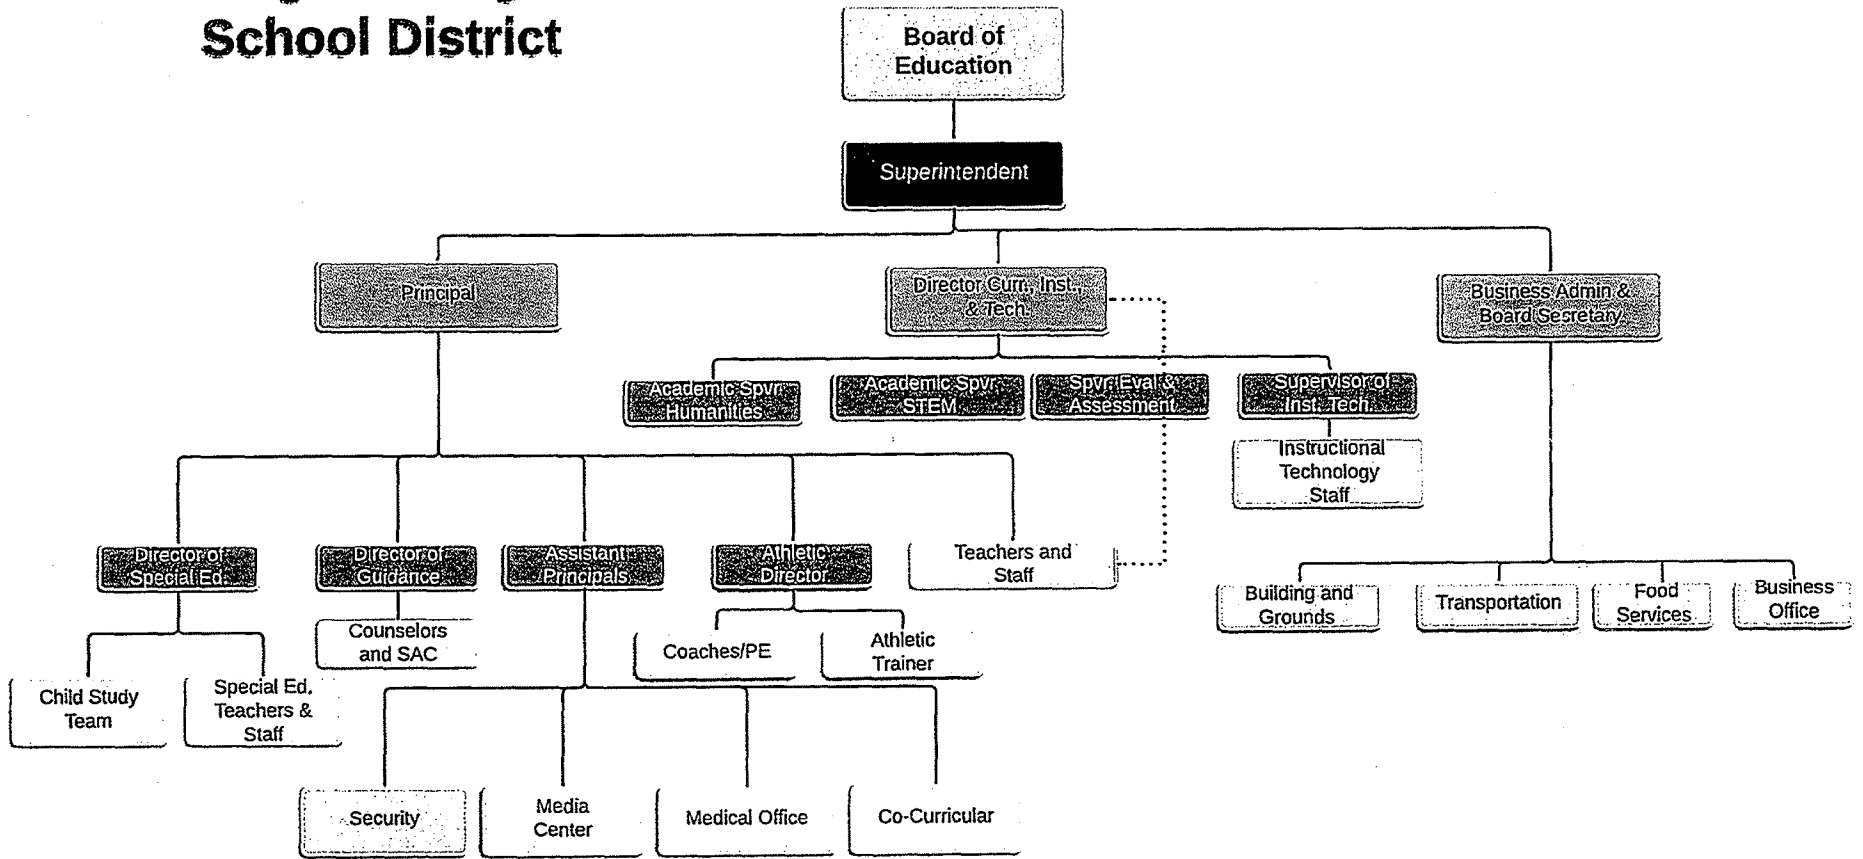 School District
Board of
Education
Superintendent
Principal
Director Curr., Inst.,
& Tech.
Business Admin &
Board Secretary
Academic Spvr
Humanities
Academic Spvr
STEM
Spvr. Eval &
Assessment
Supervisor of
Inst. Tech.
Instructional
Technology
Staff
Director of
Special Ed.
Director of
Guidance
Assistant
Principals
Athletic
Director
Teachers and
Staff
Building and
Grounds
Transportation
Food
Services
Business
Office
Counselors
and SAC
Coaches/PE
Athletic
Trainer
Child Study
Team
Special Ed.
Teachers &
Staff
Security
Media
Center
Medical Office
Co-Curricular